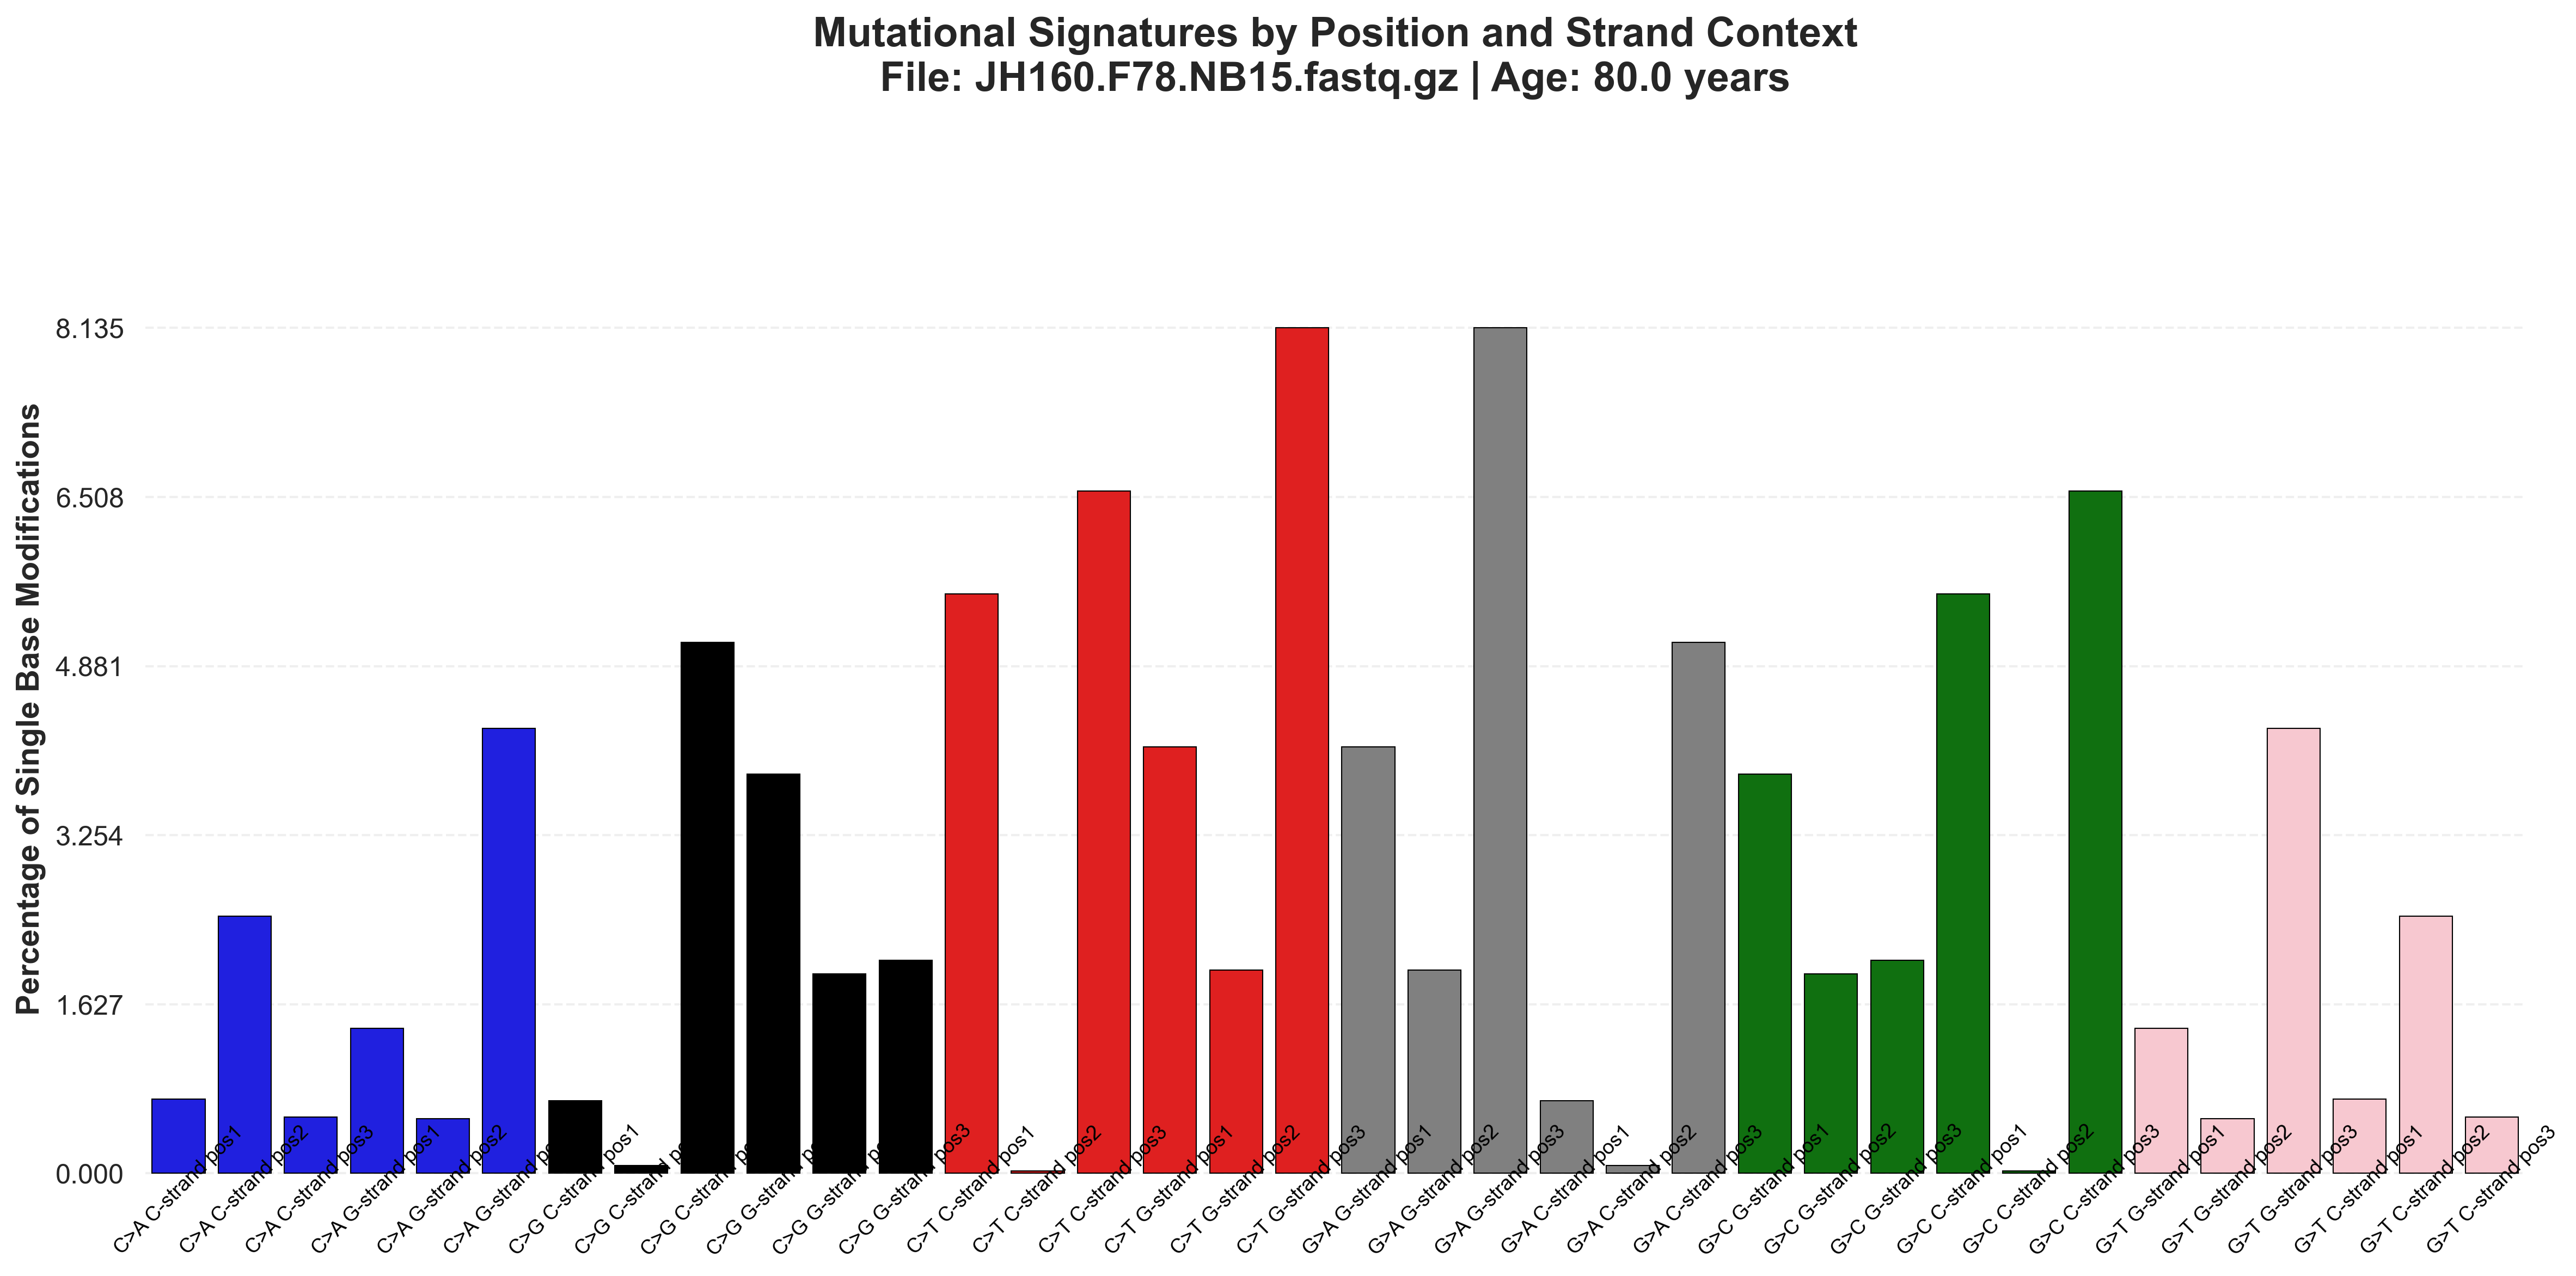 Mutational Signatures by Position and Strand Context
File: JH160.F78.NB15.fastq.gz | Age: 80.0 years
Percentage of Single Base Modifications
8.135
6.508
4.881
3.254
1.627
0.000
C>A C-strand pos1
C>A C-strand pos2
C>A C-strand pos3
C>A G-strand pos1
C>A G-strand pos2
C>A G-strand
C>G C-strand pos1
C>G C-strand
C>G C-strand
C>G G-strand
C>G G-strand
C>G G-strand pos3
C>T C-strand pos1
C>T C-strand pos2
C>T C-strand pos3
C>T G-strand pos1
C>T G-strand pos2
C>T G-strand pos3
G>A G-strand pos1
G>A G-strand pos2
G>A G-strand pos3
G>A C-strand pos1
G>A C-strand pos2
G>A C-strand pos3
G>C G-strand pos1
G>C G-strand pos2
G>C G-strand pos3
G>C C-strand pos1
G>C C-strand pos2
G>C C-strand pos3
G>T G-strand pos1
G>T G-strand pos2
G>T G-strand pos3
G>T C-strand pos1
G>T C-strand pos2
G>T C-strand pos3